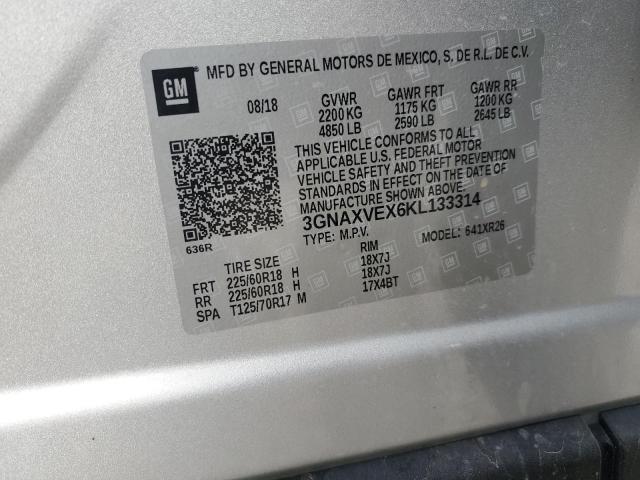 GM
MFD BY GENERAL MOTORS DE MEXICO, S. DE R.L. DE C.V.
08/18 GVWR GAWR FRT GAWR RR
2200 KG 1175 KG 1200 KG
4850 LB 2590 LB 2645 LB
THIS VEHICLE CONFORMS TO ALL
APPLICABLE U.S. FEDERAL MOTOR
VEHICLE SAFETY AND THEFT PREVENTION
STANDARDS IN EFFECT ON THE DATE OF
MANUFACTURE SHOWN ABOVE.
3GNAXVEX6KL133314
636R TYPE: M.P.V. MODEL: 641XR26
TIRE SIZE RIM
FRT 225/60R18 H 18X7J
RR 225/60R18 H 18X7J
SPA T125/70R17 M 17X4BT